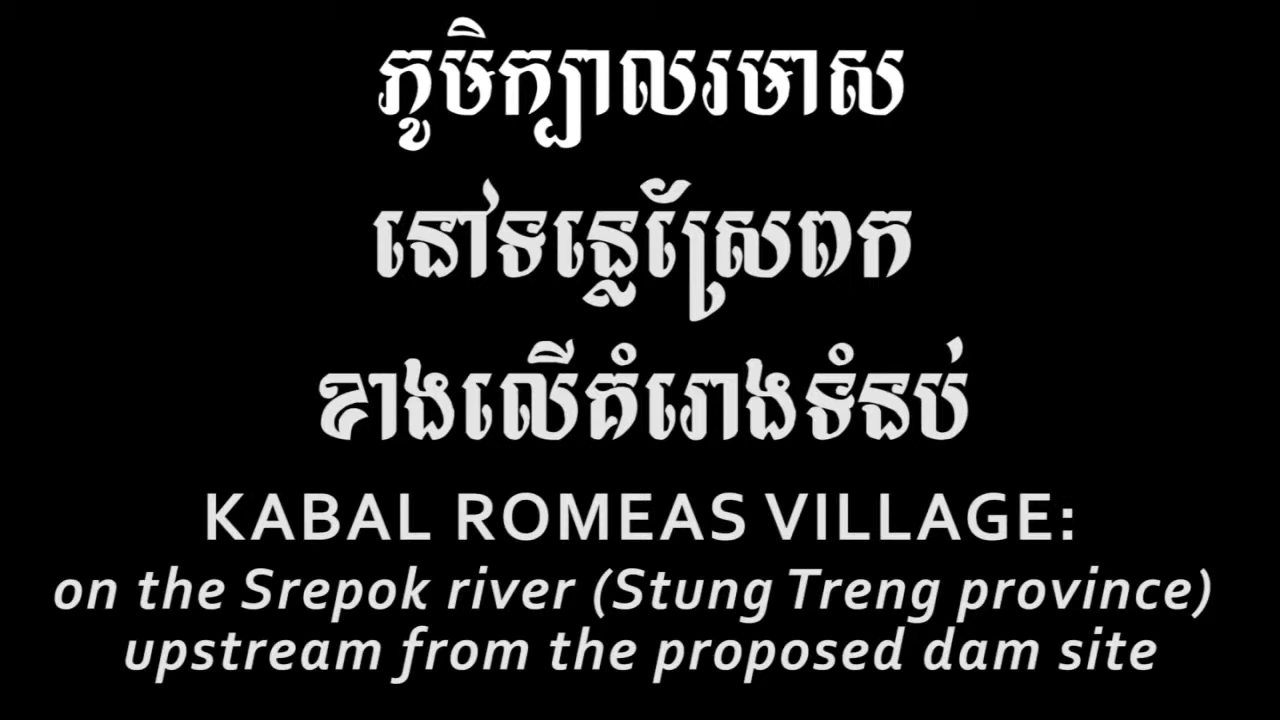 ភូមិក្បាលរមាស
នៅទន្លេស្រែពក
ខាងលើគំរោងទំនប់
KABAL ROMEAS VILLAGE:
on the Srepok river (Stung Treng province)
upstream from the proposed dam site